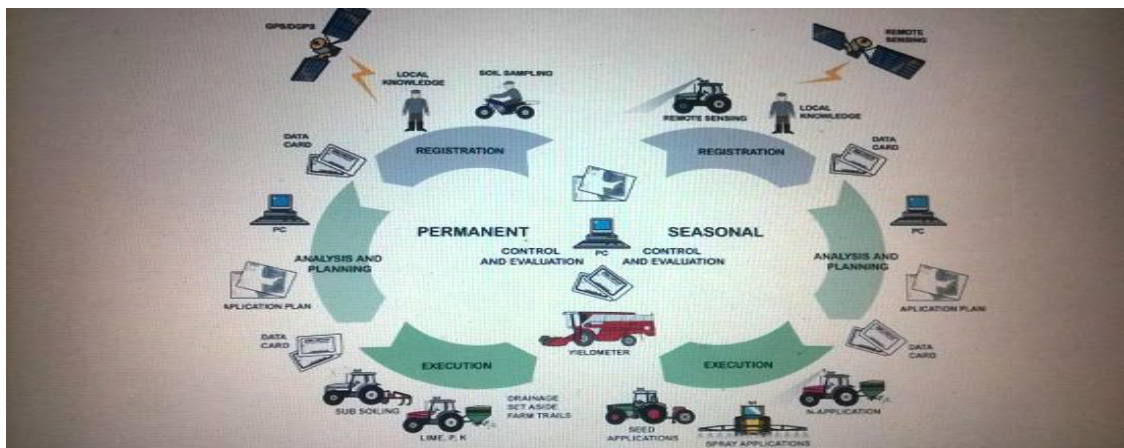 GPS/DGPS
LOCAL
KNOWLEDGE
SOIL SAMPLING
DATA
CARD
REGISTRATION
PC
ANALYSIS AND
PLANNING
APLICATION PLAN
DATA
CARD
EXECUTION
SUB SOILING
LIME, P, K
DRAINAGE
SET ASIDE
FARM TRAILS
PERMANENT
CONTROL
AND EVALUATION
PC
YIELDMETER
REMOTE
SENSING
REMOTE SENSING
LOCAL
KNOWLEDGE
DATA
CARD
REGISTRATION
SEASONAL
CONTROL
AND EVALUATION
PC
ANALYSIS AND
PLANNING
APLICATION PLAN
DATA
CARD
EXECUTION
SEED
APPLICATIONS
SPRAY APPLICATIONS
N-APPLICATION